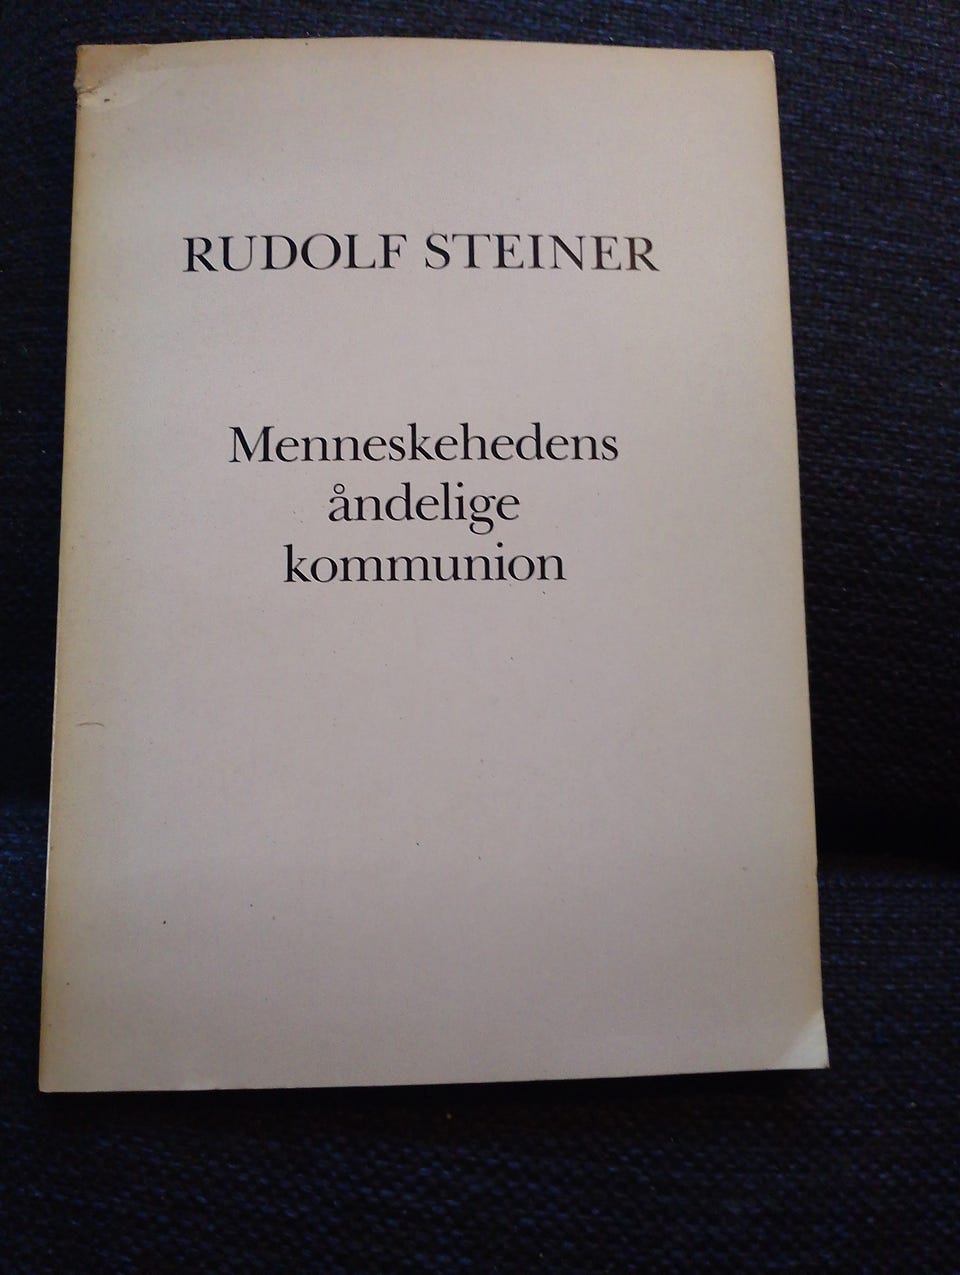 RUDOLF STEINER
Menneskehedens
åndelige
kommunion